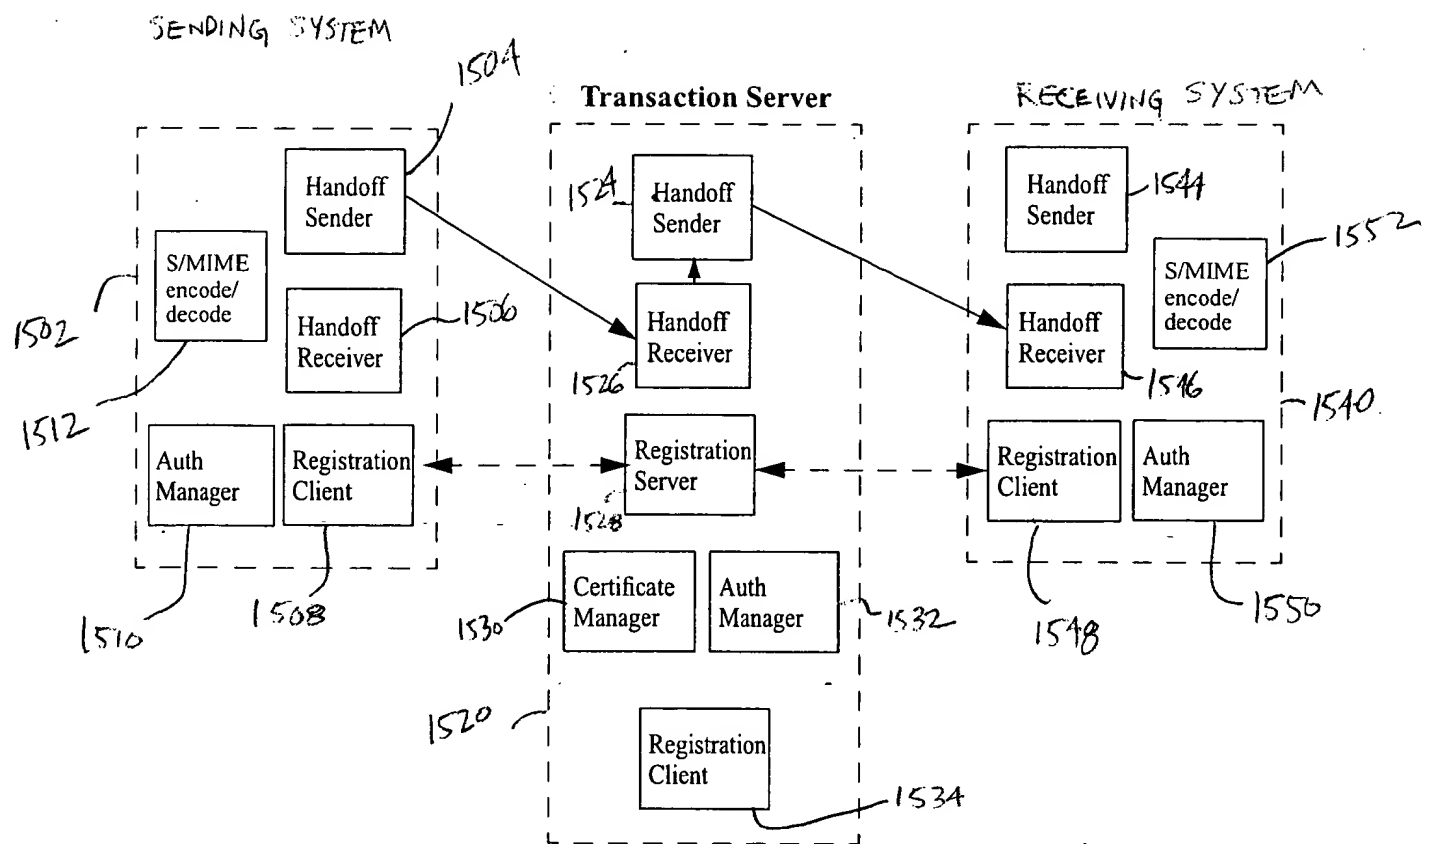 SENDING SYSTEM
1504
Transaction Server
RECEIVING SYSTEM
Handoff
Sender
1524
Handoff
Sender
Handoff
Sender
1544
1552
S/MIME
encode/
decode
S/MIME
encode/
decode
1502
Handoff
Receiver
1506
Handoff
Receiver
1526
Handoff
Receiver
1546
1512
1540
Auth
Manager
Registration
Client
Registration
Server
1528
Registration
Client
Auth
Manager
1510
1508
Certificate
Manager
1530
Auth
Manager
1532
1548
1550
1520
Registration
Client
1534